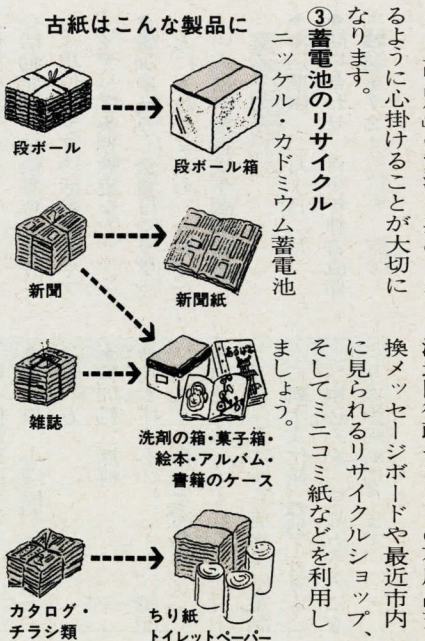 るように心掛けることが大切に
なります。
③蓄電池のリサイクル
ニッケル・カドミウム蓄電池
換メッセージボードや最近市内
に見られるリサイクルショップ
そしてミニコミ紙などを利用し
ましょう。
古紙はこんな製品に
段ボール
段ボール箱
新聞
新聞紙
雑誌
洗剤の箱・菓子箱・
絵本・アルバム・
書籍のケース
あるばむ
カタログ・
チラシ類
ちり紙
トイレットペーパー